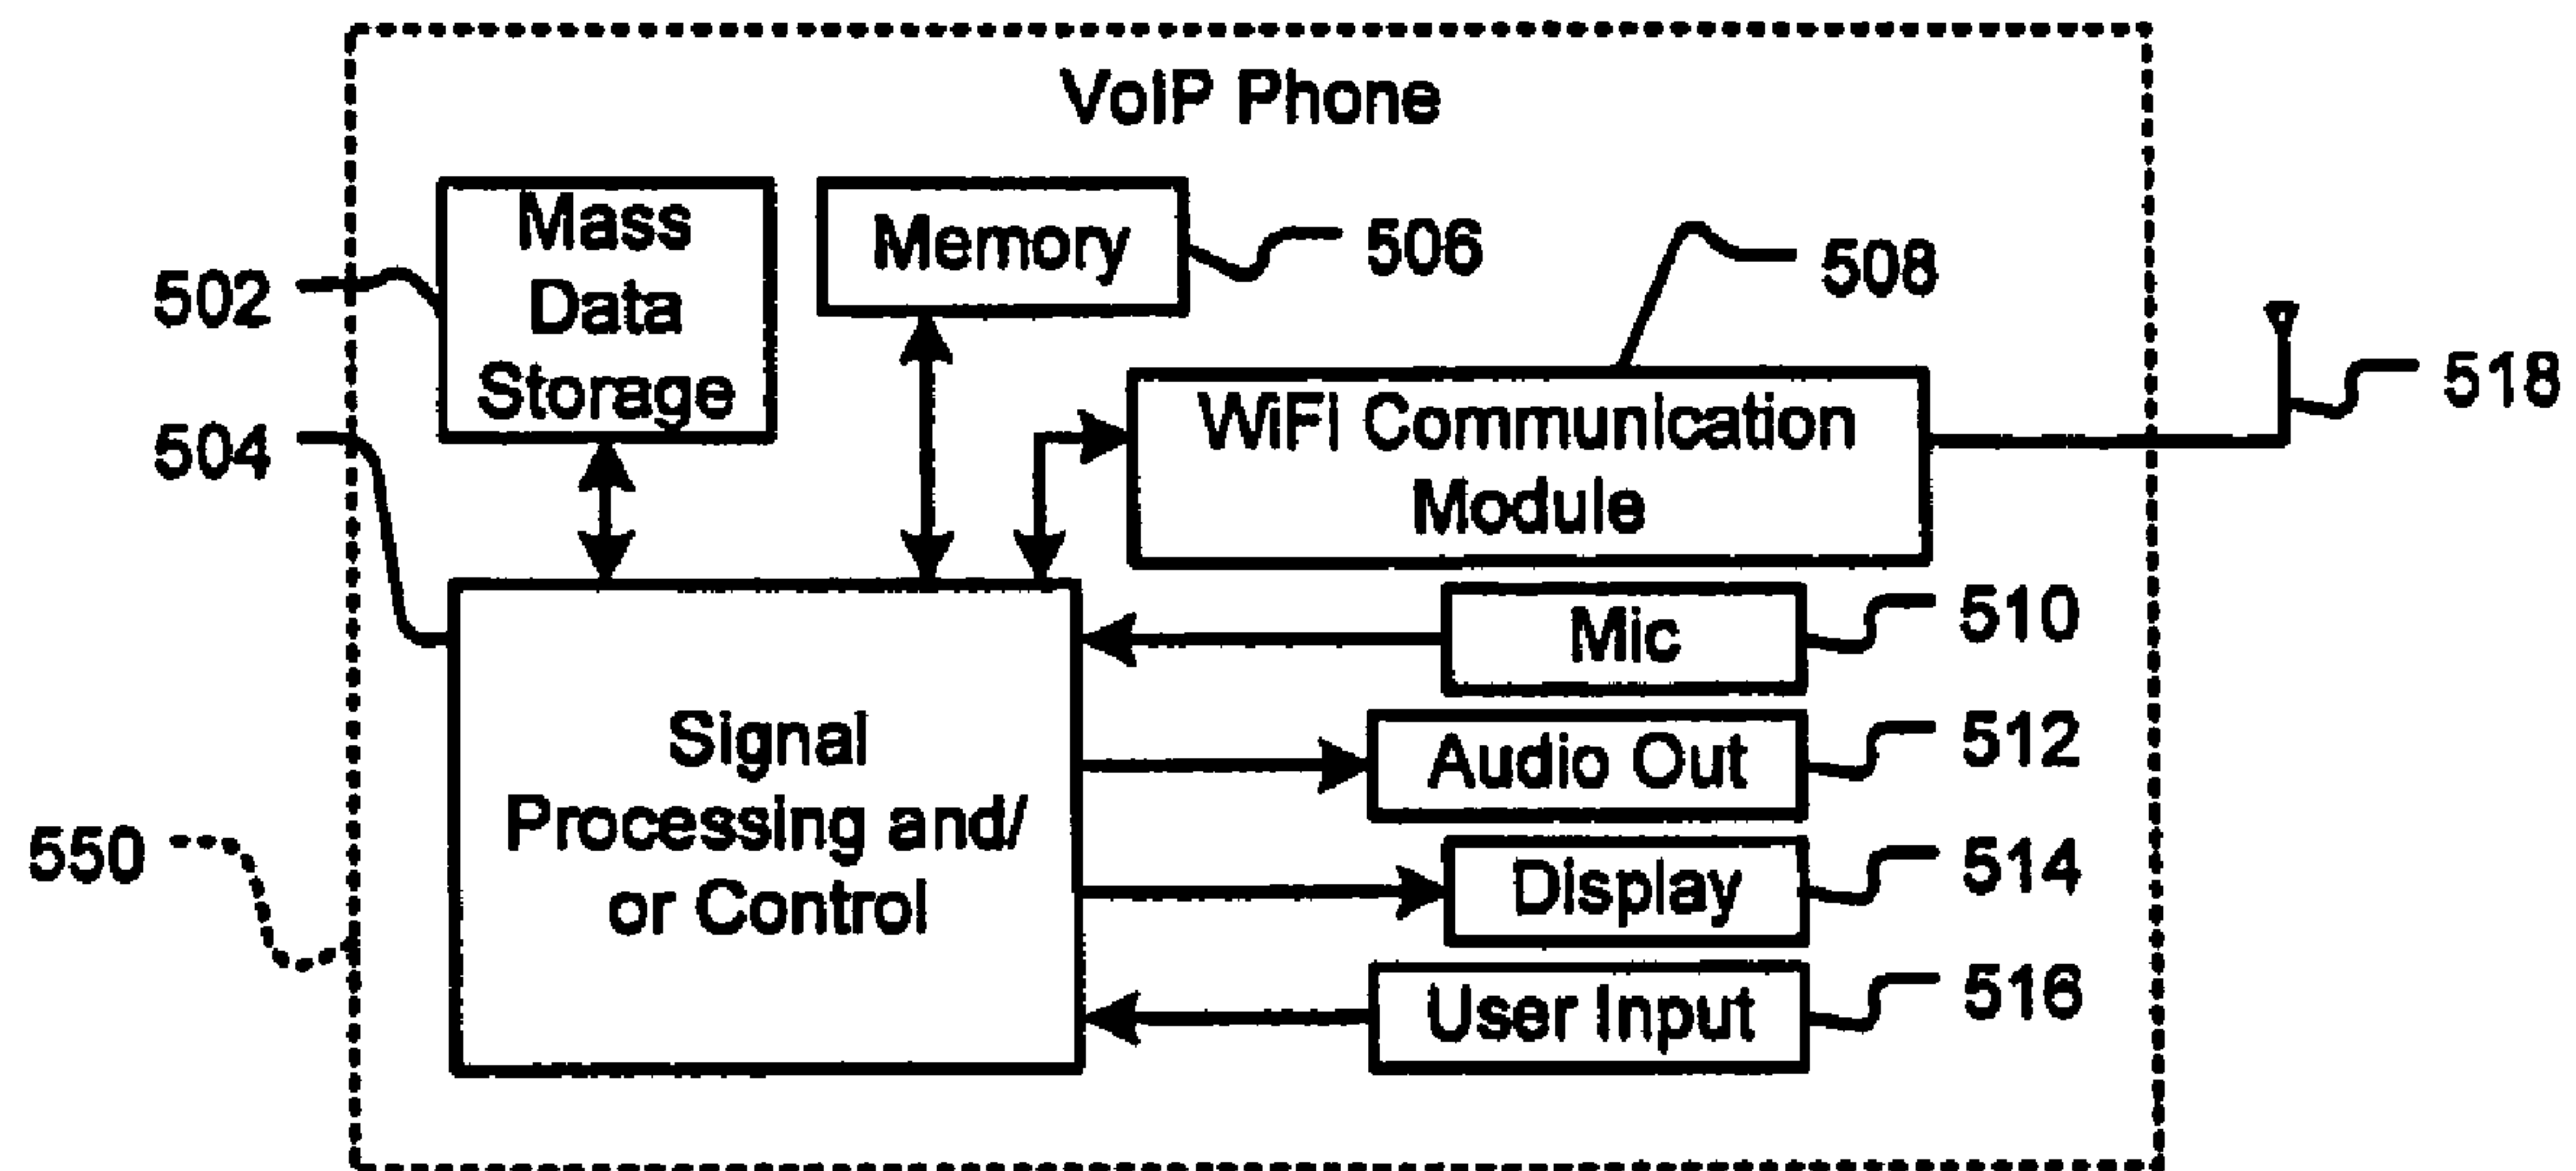 VoIP Phone
Mass
Data
Storage
Memory
506
508
502
504
WiFi Communication
Module
518
Mic
510
Signal
Processing and/
or Control
Audio Out
512
550
Display
514
User Input
516